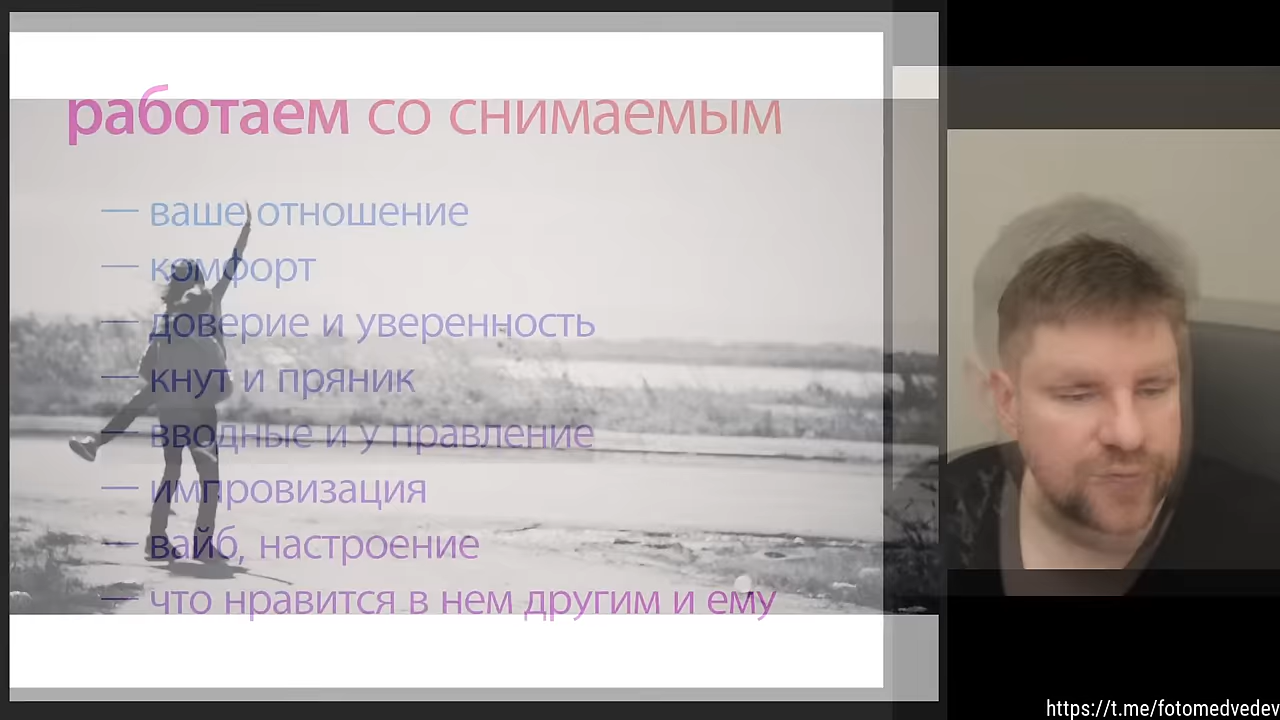 работаем со снимаемым
— ваше отношение
— комфорт
— доверие и уверенность
— кнут и пряник
— вводные и у правление
— импровизация
— вайб, настроение
— что нравится в нем другим и ему
https://t.me/fotomedvedev